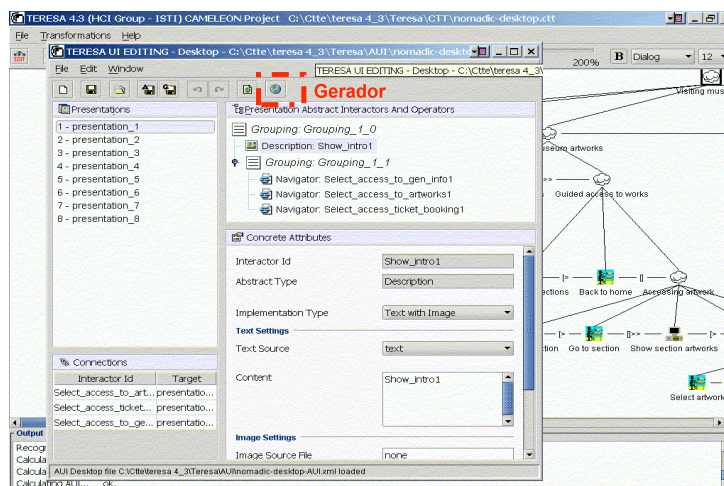 TERESA 4.3 (HCI Group - ISTI) CAMELEON Project C:\Ctte\teresa 4_3\Teresa\CTT\nomadic-desktop.ctt
File Transformations Help
TERESA UI EDITING - Desktop - C:\Ctte\teresa 4_3\Teresa\AUI\nomadic-deskto
File Edit Window
TERESA UI EDITING - Desktop - C:\Ctte\teresa 4_3\
200%
B Dialog 12
Gerador
Presentations
1 - presentation_1
2 - presentation_2
3 - presentation_3
4 - presentation_4
5 - presentation_5
6 - presentation_6
7 - presentation_7
8 - presentation_8
Presentation Abstract Interactors And Operators
Grouping: Grouping_1_0
Description: Show_intro1
Grouping: Grouping_1_1
Navigator: Select_access_to_gen_info1
Navigator: Select_access_to_artworks1
Navigator: Select_access_ticket_booking1
Concrete Attributes
Interactor Id Show_intro1
Abstract Type Description
Implementation Type Text with Image
Text Settings
Text Source text
Content Show_intro1
Image Settings
Image Source File none
Connections
Interactor Id Target
Select_access_to_art... presentatio...
Select_access_ticket... presentatio...
Select_access_to_ge... presentatio...
AUI Desktop file C:\Ctte\teresa 4_3\Teresa\AUI\nomadic-desktop-AUI.xml loaded
Visiting mus
useum artworks
>> Guided access to works
[> [] 
ections Back to home Accessing artwork
[> []>> [>
tion Go to section Show section artworks
Select artwork
Output
Recogn
Calcula
Calcula
Calculating AUI... ok.